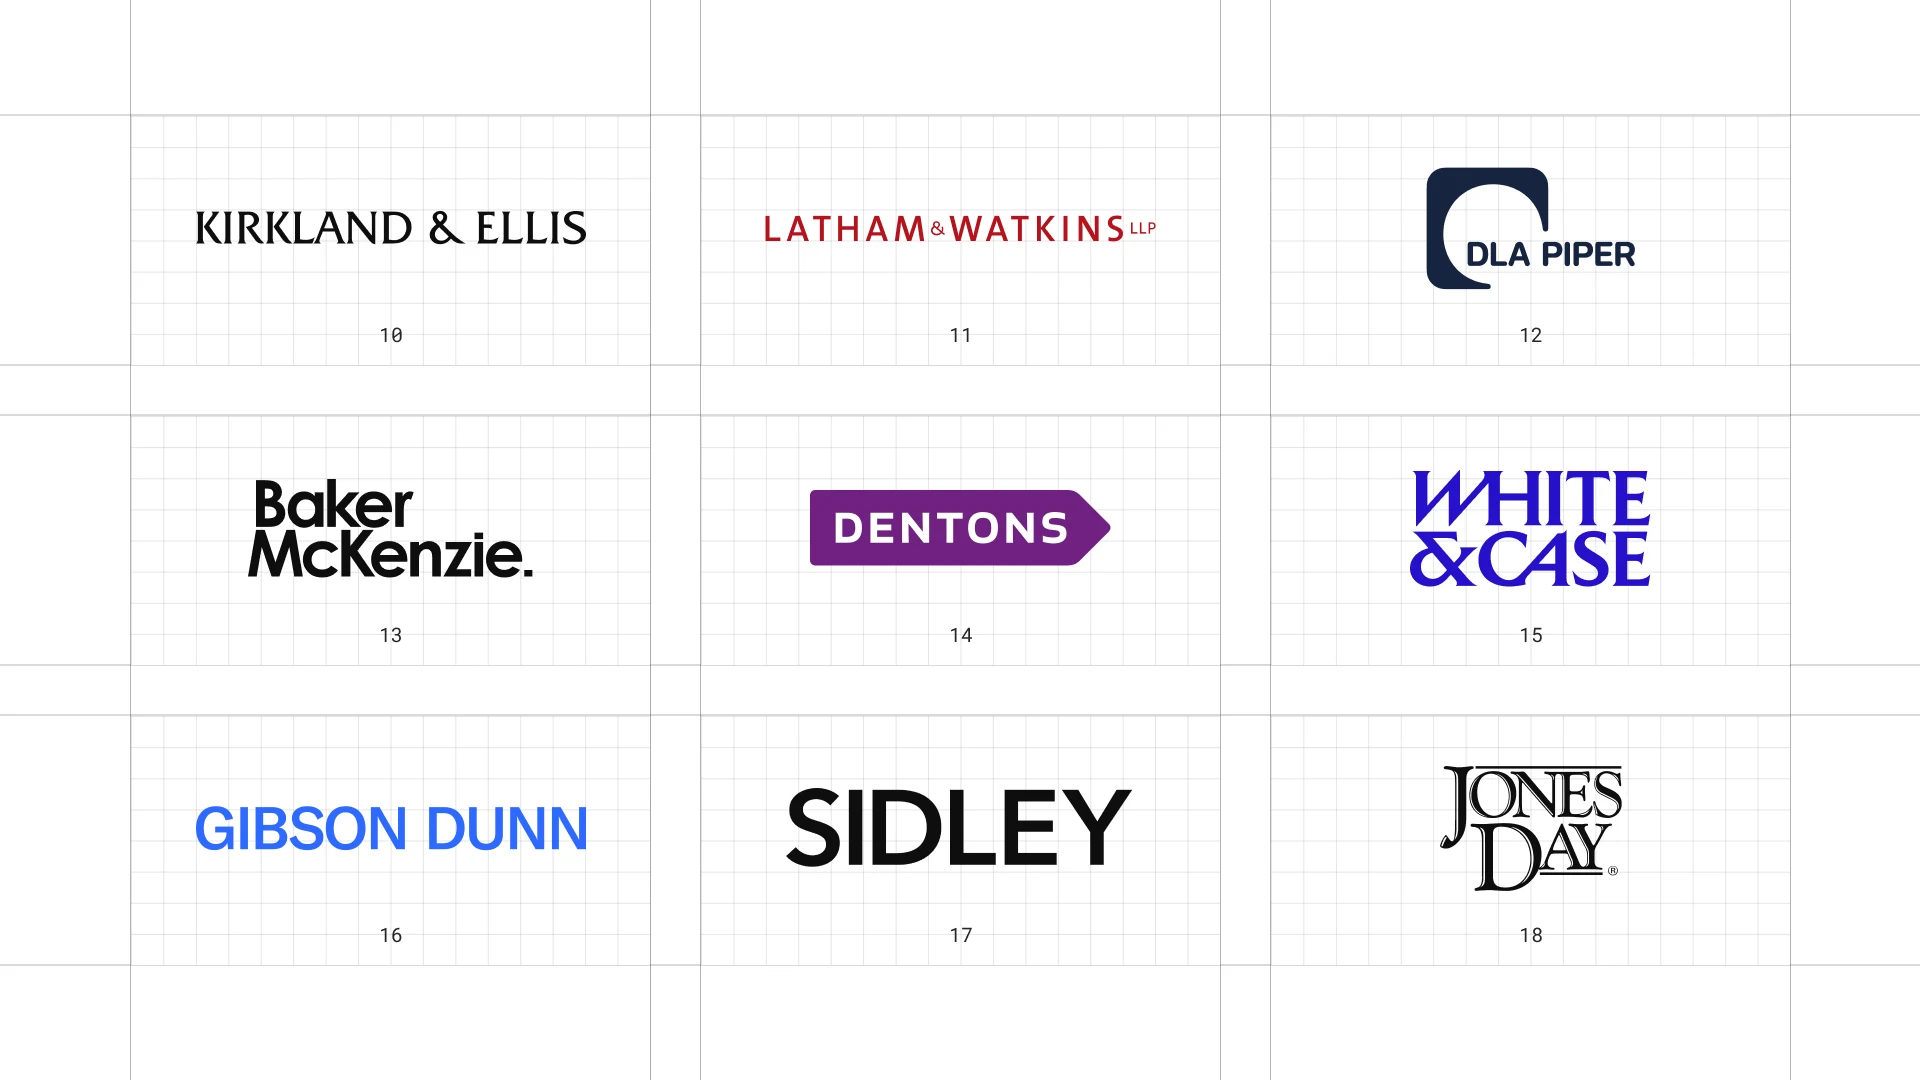 KIRKLAND & ELLIS
10
LATHAM&WATKINS LLP
11
DLA PIPER
12
Baker
McKenzie.
13
DENTONS
14
WHITE
&CASE
15
GIBSON DUNN
16
SIDLEY
17
JONES
DAY®
18